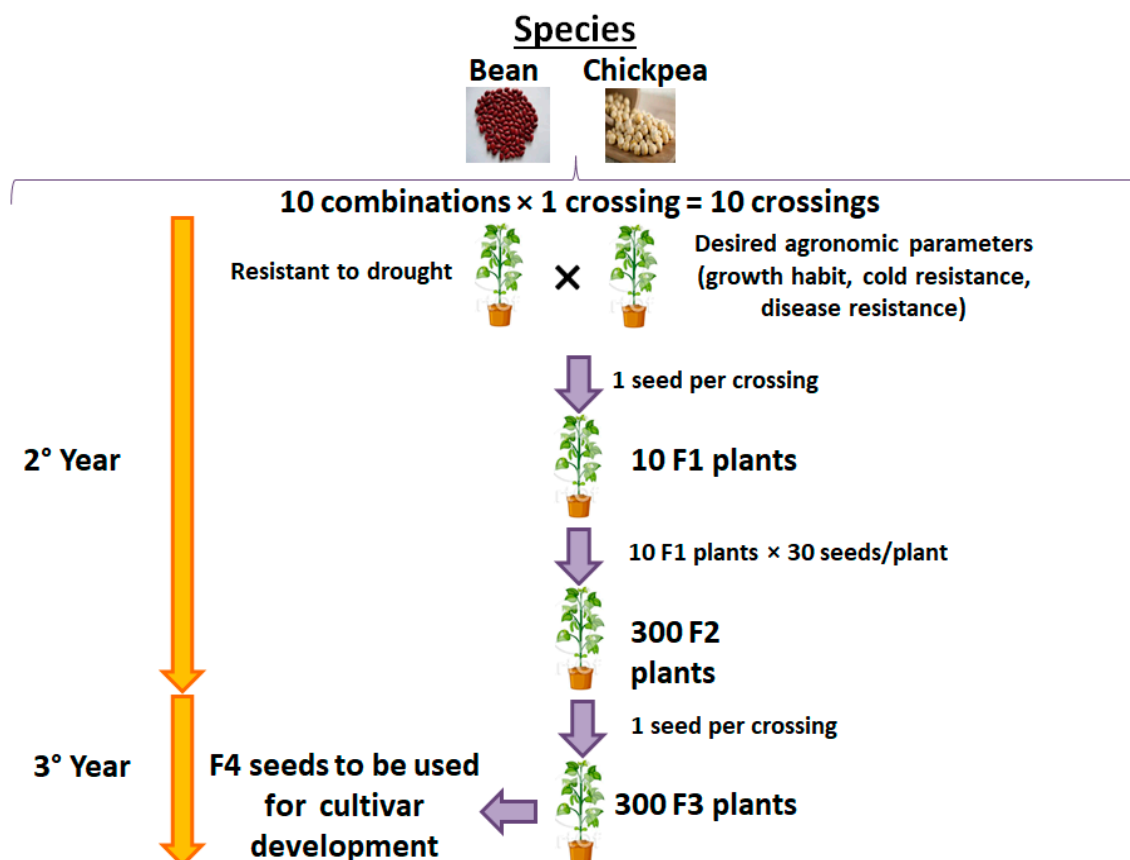 Species
Bean Chickpea
10 combinations × 1 crossing = 10 crossings
Resistant to drought
×
Desired agronomic parameters
(growth habit, cold resistance,
disease resistance)
1 seed per crossing
2° Year
10 F1 plants
10 F1 plants × 30 seeds/plant
300 F2
plants
1 seed per crossing
3° Year
F4 seeds to be used
for cultivar
development
300 F3 plants